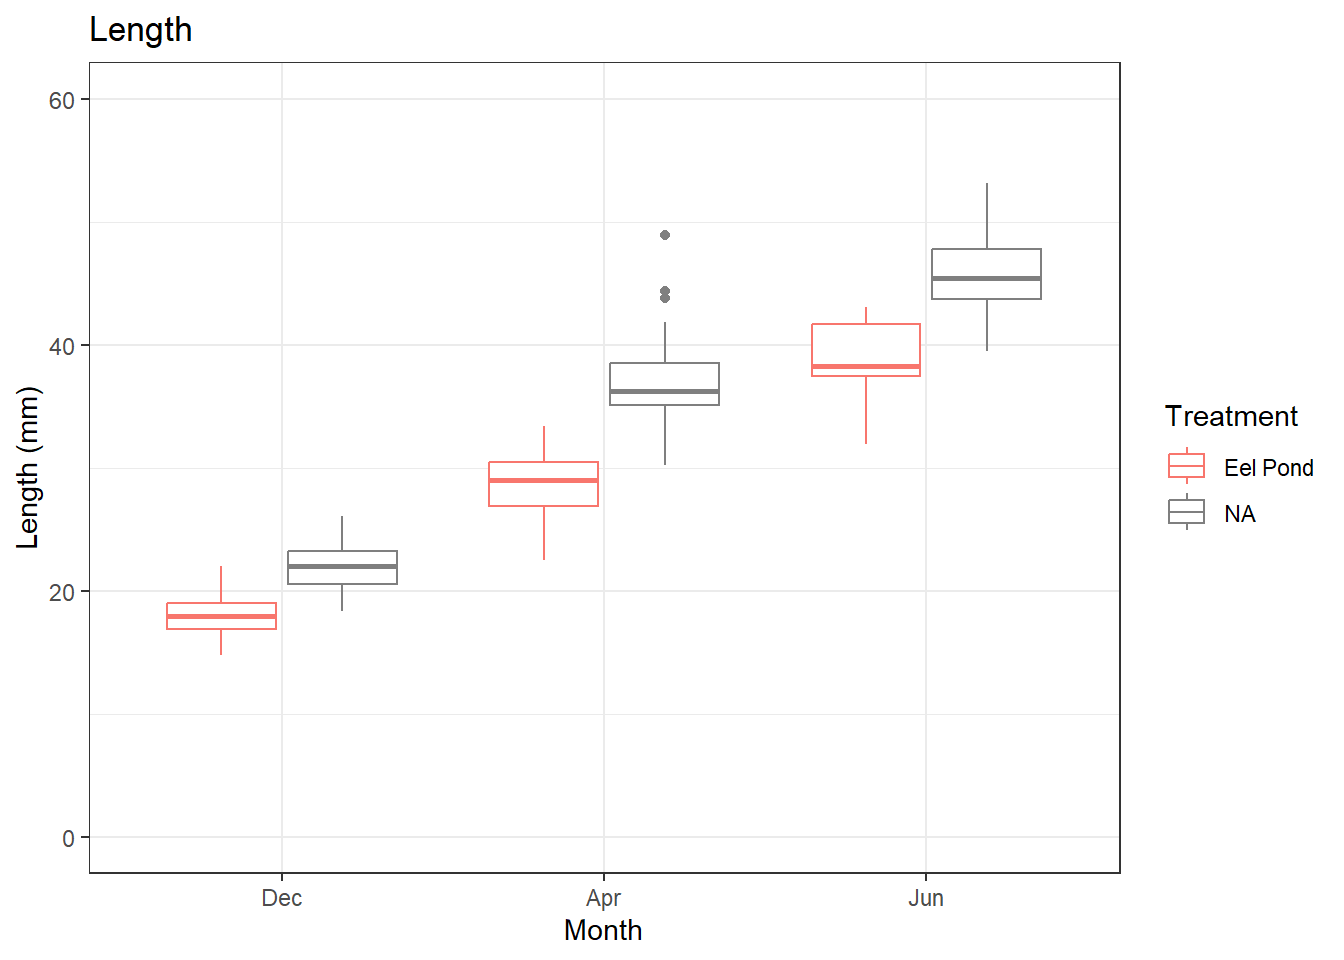 Length
60
40
20
0
Length (mm)
Dec
Apr
Jun
Month
Treatment
Eel Pond
NA